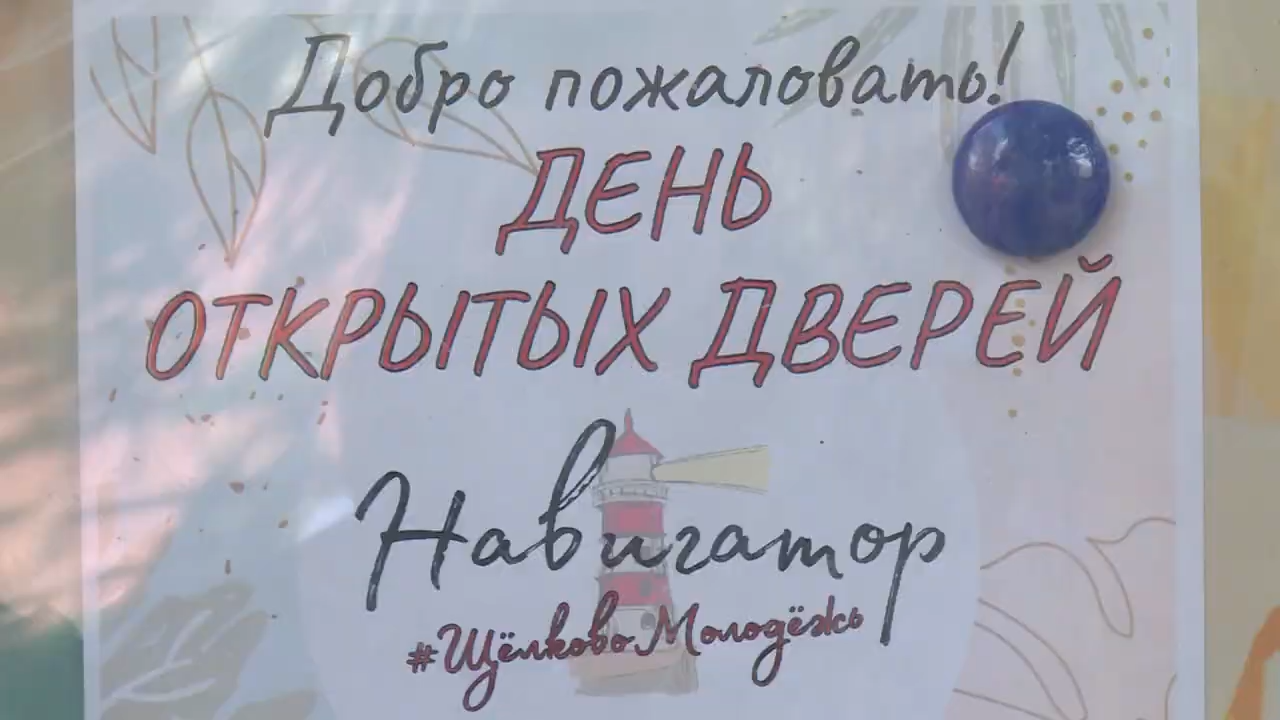 Добро пожаловать!
ДЕНЬ
ОТКРЫТЫХ ДВЕРЕЙ
Навигатор
#ЩёлковоМолодёжь